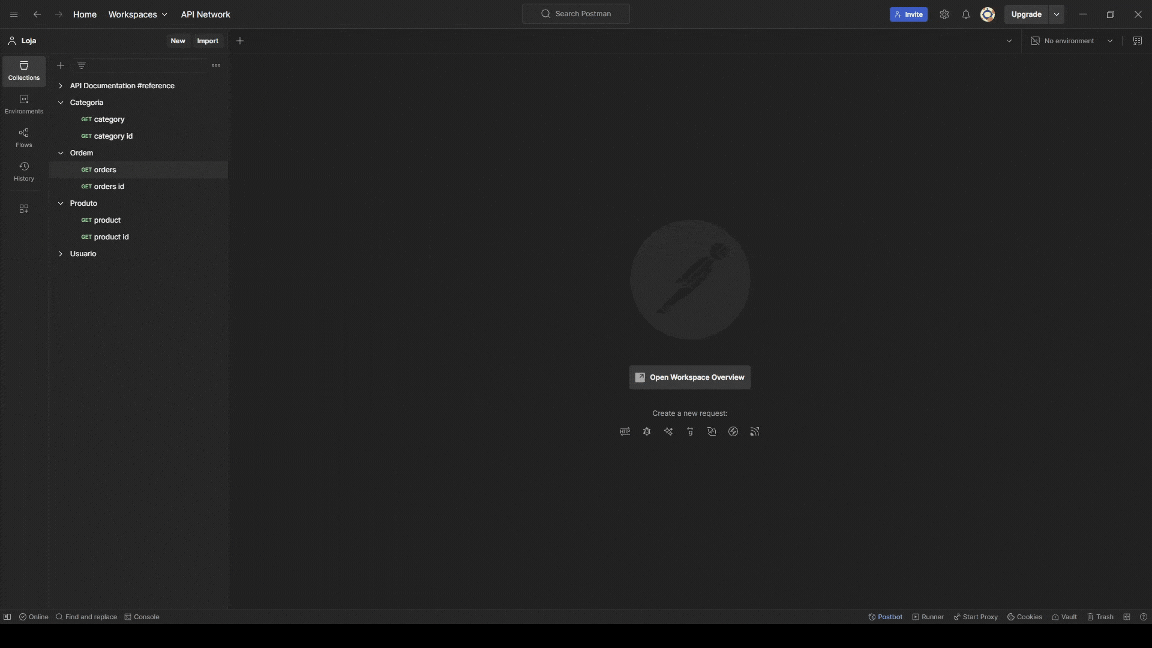 Home Workspaces API Network Search Postman Invite Upgrade
Loja New Import No environment
Collections
Environments
Flows
History
API Documentation #reference
Categoria
GET category
GET category id
Ordem
GET orders
GET orders id
Produto
GET product
GET product id
Usuario
Open Workspace Overview
Create a new request:
Online Find and replace Console Postbot Runner Start Proxy Cookies Vault Trash